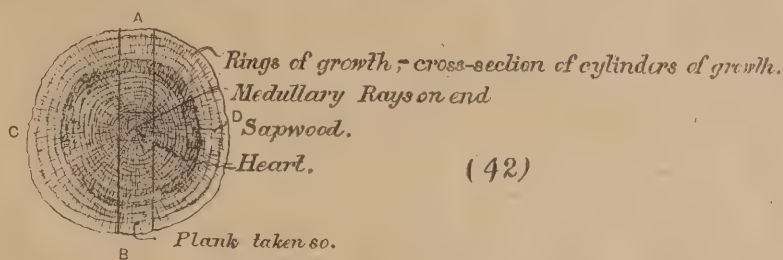 A
Rings of growth;- cross-section of cylinders of growth.
Medullary Rays on end
C
D
Sapwood.
Heart.
(42)
Plank taken so.
B